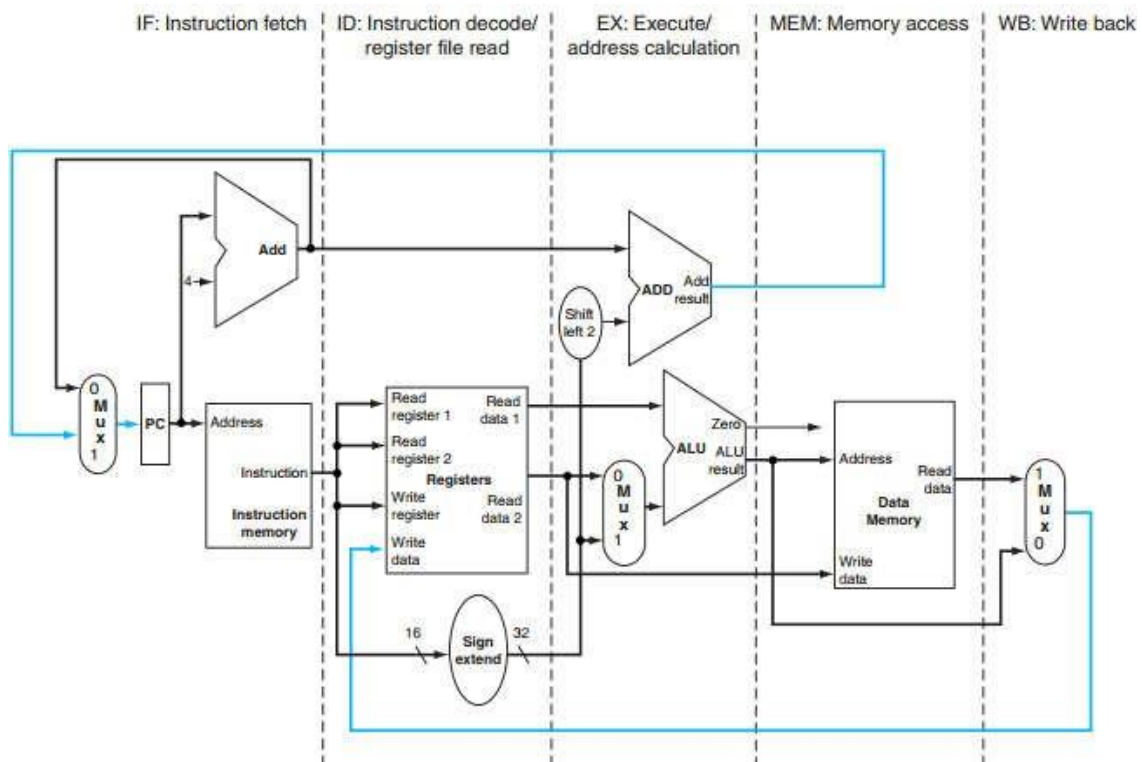 IF: Instruction fetch
ID: Instruction decode/
register file read
EX: Execute/
address calculation
MEM: Memory access
WB: Write back
Add
4
ADD
Add
result
Shift
left 2
0
M
u
x
1
PC
Address
Instruction
Instruction
memory
Read
register 1
Read
data 1
Read
register 2
Registers
Write
register
Read
data 2
Write
data
0
M
u
x
1
Zero
ALU
ALU
result
Address
Read
data
Data
Memory
Write
data
1
M
u
x
0
16
Sign
extend
32